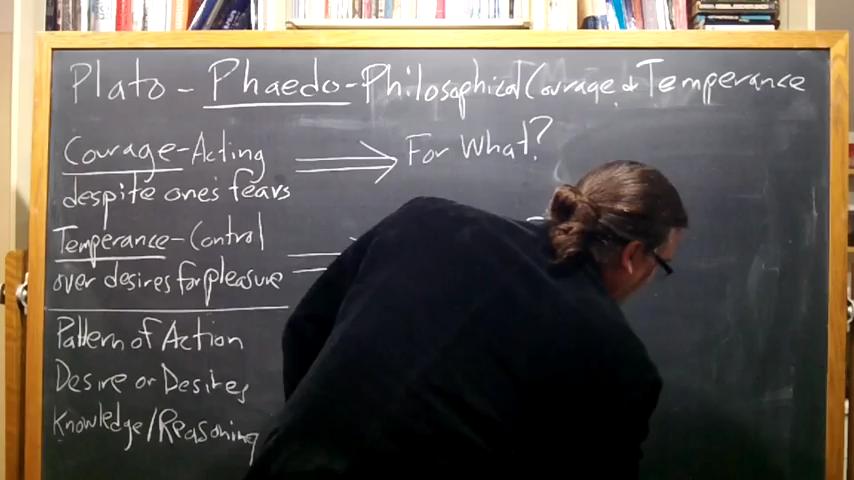 Plato - Phaedo - Philosophical Courage & Temperance
Courage - Acting
despite one's fears
For What?
Temperance - Control
over desires for pleasure
Pattern of Action
Desire or Desires
Knowledge/Reasoning